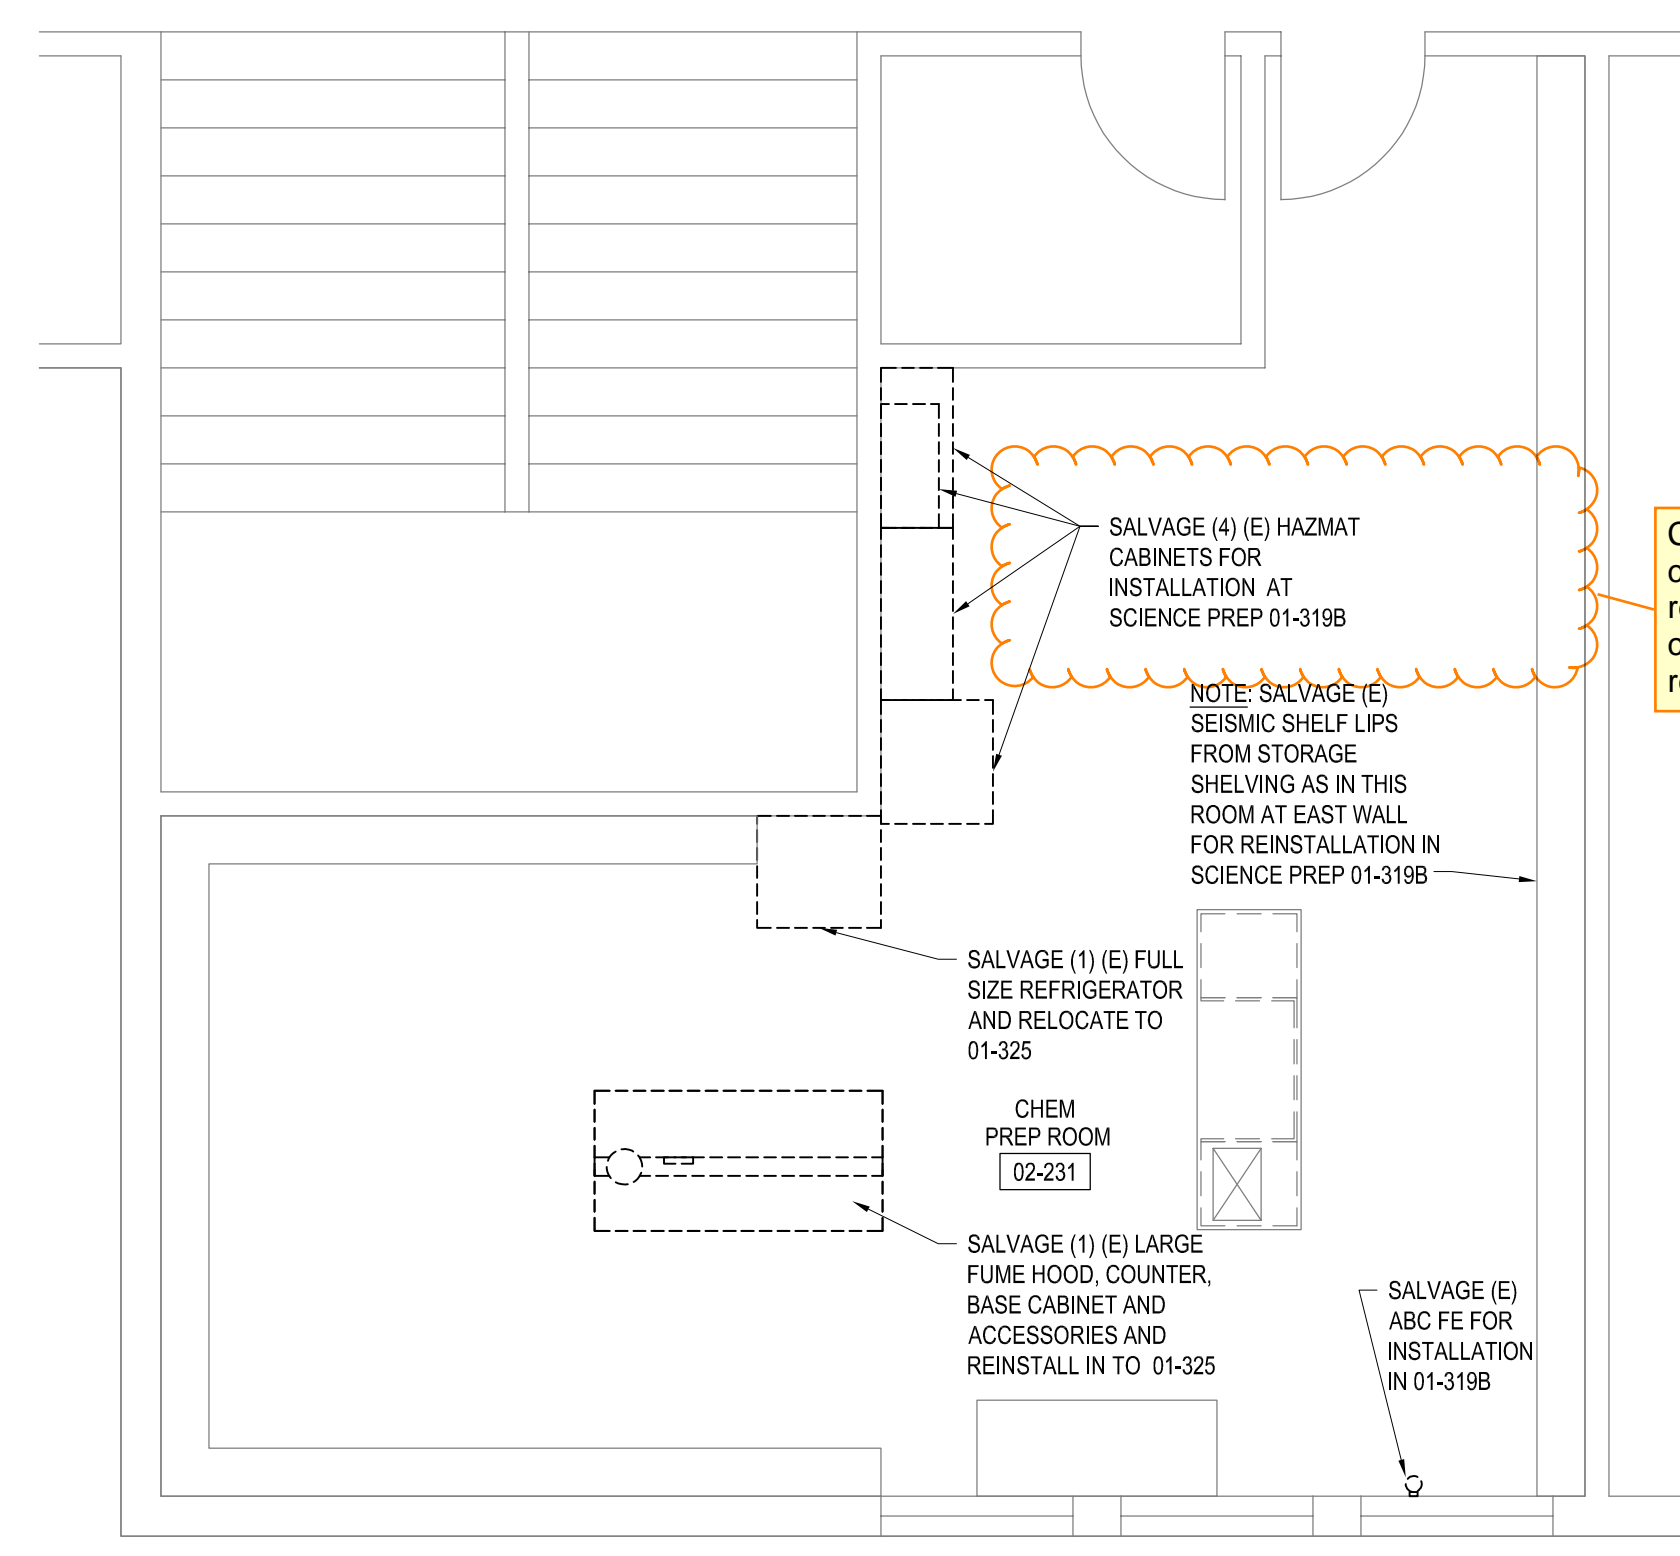 SALVAGE (4) (E) HAZMAT
CABINETS FOR
INSTALLATION AT
SCIENCE PREP 01-319B
NOTE: SALVAGE (E)
SEISMIC SHELF LIPS
FROM STORAGE
SHELVING AS IN THIS
ROOM AT EAST WALL
FOR REINSTALLATION IN
SCIENCE PREP 01-319B
SALVAGE (1) (E) FULL
SIZE REFRIGERATOR
AND RELOCATE TO
01-325
CHEM
PREP ROOM
02-231
SALVAGE (1) (E) LARGE
FUME HOOD, COUNTER,
BASE CABINET AND
ACCESSORIES AND
REINSTALL IN TO 01-325
SALVAGE (E)
ABC FE FOR
INSTALLATION
IN 01-319B